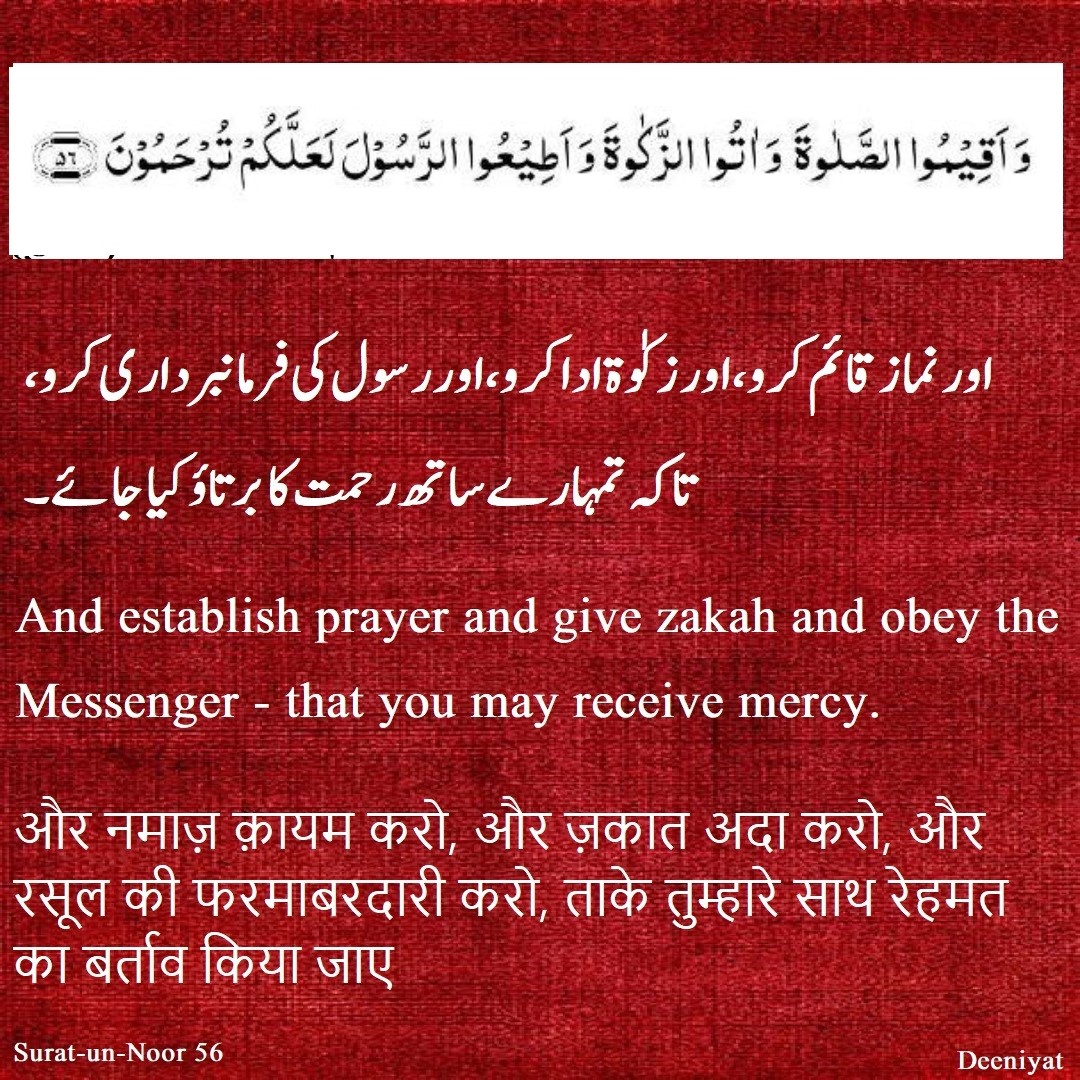 وَاَقِيْمُوا الصَّلٰوةَ وَاٰتُوا الزَّكٰوةَ وَاَطِيْعُوا الرَّسُوْلَ لَعَلَّكُمْ تُرْحَمُوْنَ ۵۶
اور نماز قائم کرو، اور زکوٰۃ ادا کرو، اور رسول کی فرمانبرداری کرو،
تاکہ تمہارے ساتھ رحمت کا برتاؤ کیا جائے۔
And establish prayer and give zakah and obey the
Messenger - that you may receive mercy.
और नमाज़ क़ायम करो, और ज़कात अदा करो, और
रसूल की फरमाबरदारी करो, ताके तुम्हारे साथ रेहमत
का बर्ताव किया जाए
Surat-un-Noor 56
Deeniyat